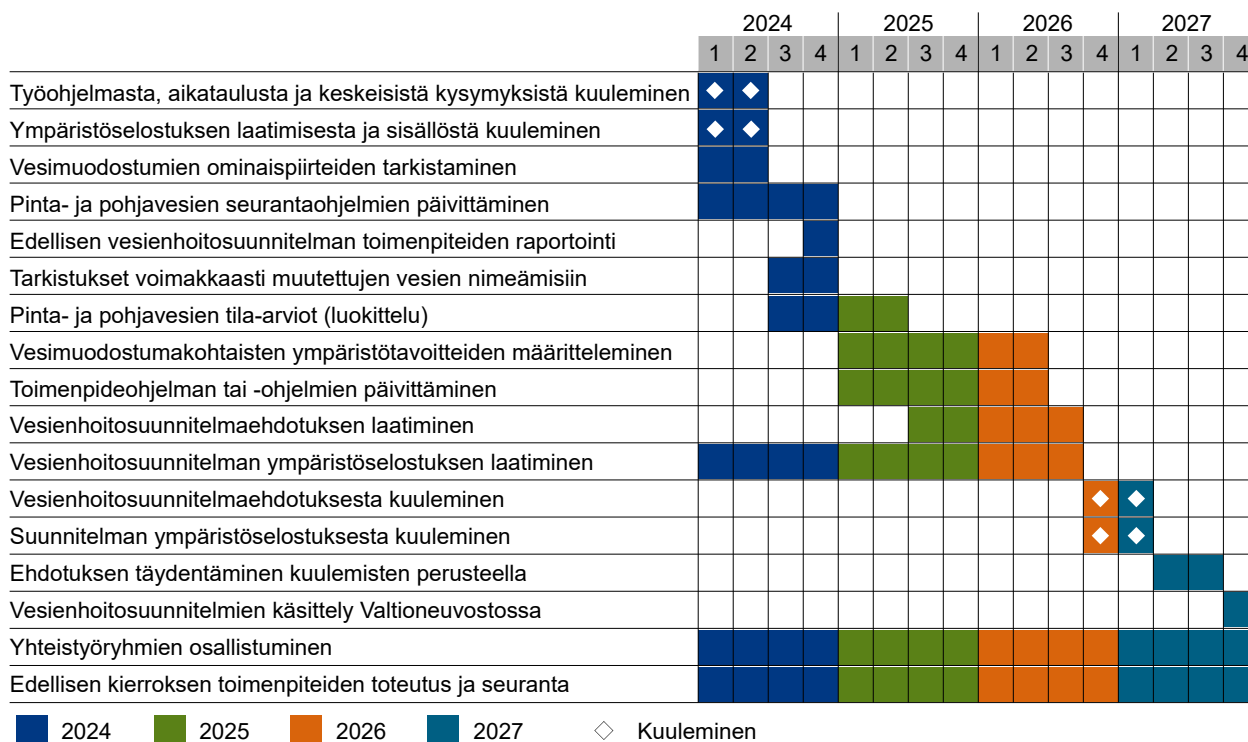 2024 2025 2026 2027
1 2 3 4 1 2 3 4 1 2 3 4 1 2 3 4
Työohjelmasta, aikataulusta ja keskeisistä kysymyksistä kuuleminen
Ympäristöselostuksen laatimisesta ja sisällöstä kuuleminen
Vesimuodostumien ominaispiirteiden tarkistaminen
Pinta- ja pohjavesien seurantaohjelmien päivittäminen
Edellisen vesienhoitosuunnitelman toimenpiteiden raportointi
Tarkistukset voimakkaasti muutettujen vesien nimeämisiin
Pinta- ja pohjavesien tila-arviot (luokittelu)
Vesimuodostumakohtaisten ympäristötavoitteiden määritteleminen
Toimenpideohjelman tai -ohjelmien päivittäminen
Vesienhoitosuunnitelmaehdotuksen laatiminen
Vesienhoitosuunnitelman ympäristöselostuksen laatiminen
Vesienhoitosuunnitelmaehdotuksesta kuuleminen
Suunnitelman ympäristöselostuksesta kuuleminen
Ehdotuksen täydentäminen kuulemisten perusteella
Vesienhoitosuunnitelmien käsittely Valtioneuvostossa
Yhteistyöryhmien osallistuminen
Edellisen kierroksen toimenpiteiden toteutus ja seuranta
2024 2025 2026 2027 Kuuleminen